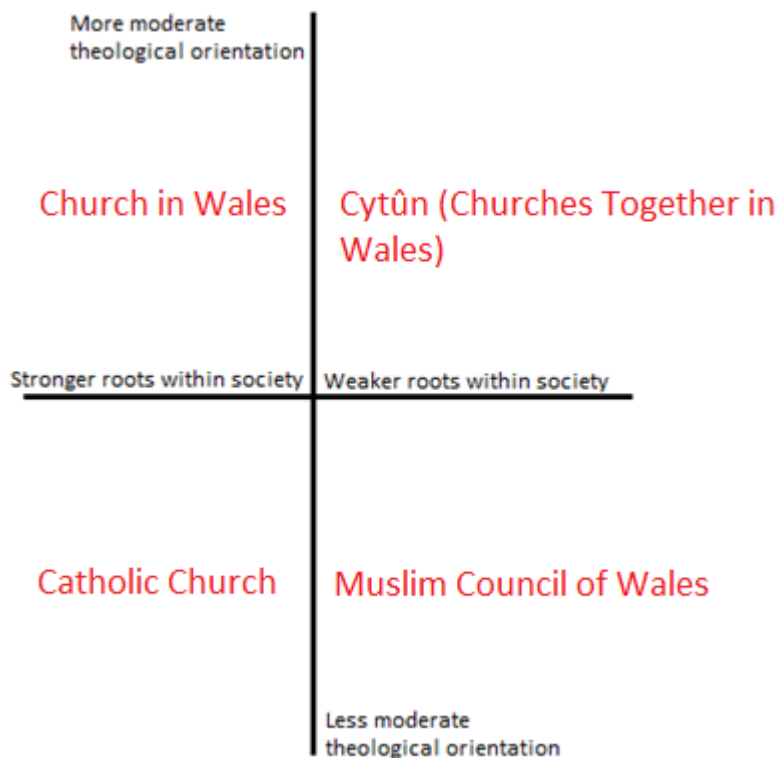 More moderate
theological orientation
Church in Wales
Cytûn (Churches Together in
Wales)
Stronger roots within society
Weaker roots within society
Catholic Church
Muslim Council of Wales
Less moderate
theological orientation